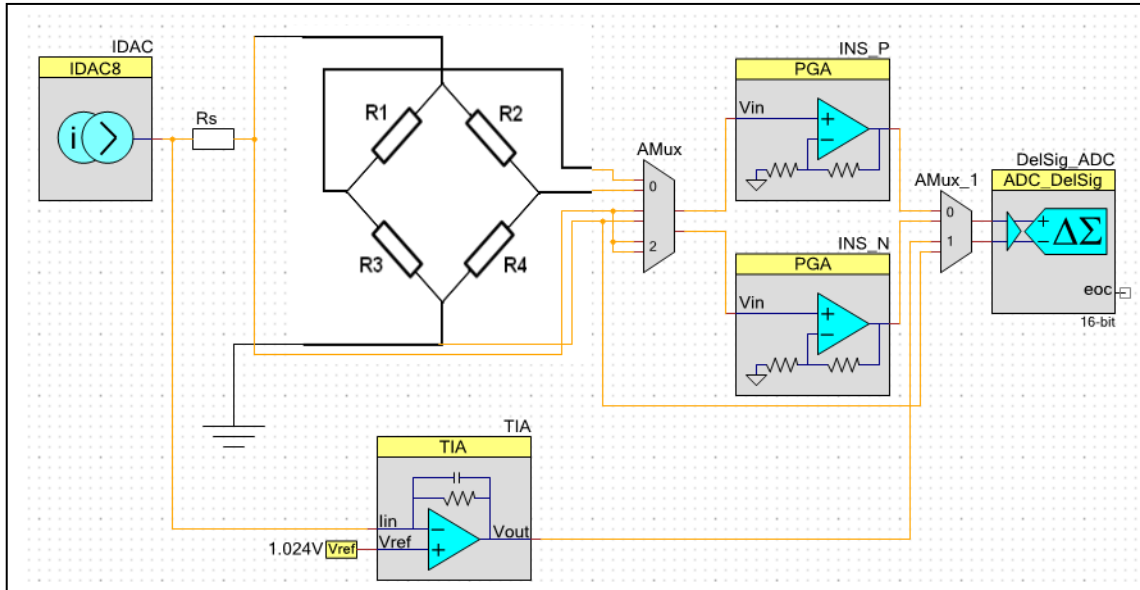 IDAC
IDAC8
i
Rs
R1
R2
R3
R4
AMux
0
2
INS_P
PGA
Vin
+
−
INS_N
PGA
Vin
+
−
AMux_1
0
1
DelSig_ADC
ADC_DelSig
+
−
ΔΣ
eoc
16-bit
TIA
TIA
Iin
Vref
−
+
Vout
1.024V Vref